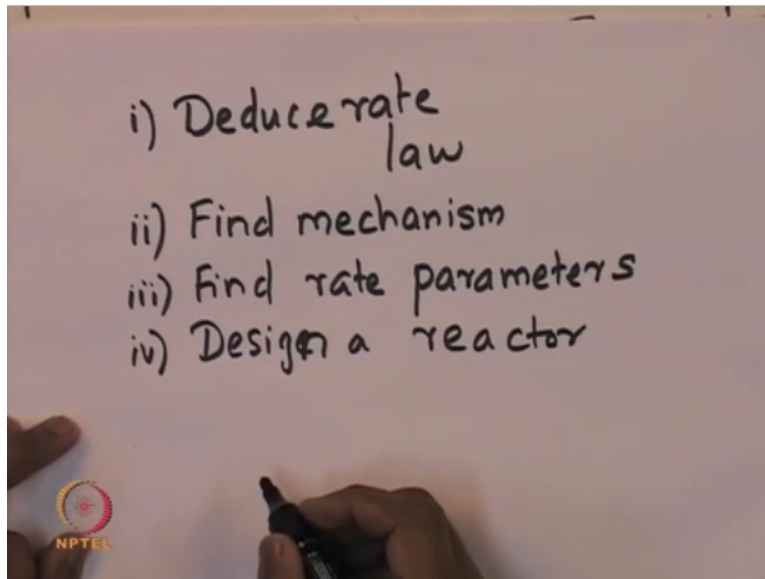 i) Deduce rate
law
ii) Find mechanism
iii) Find rate parameters
iv) Design a reactor
NPTEL